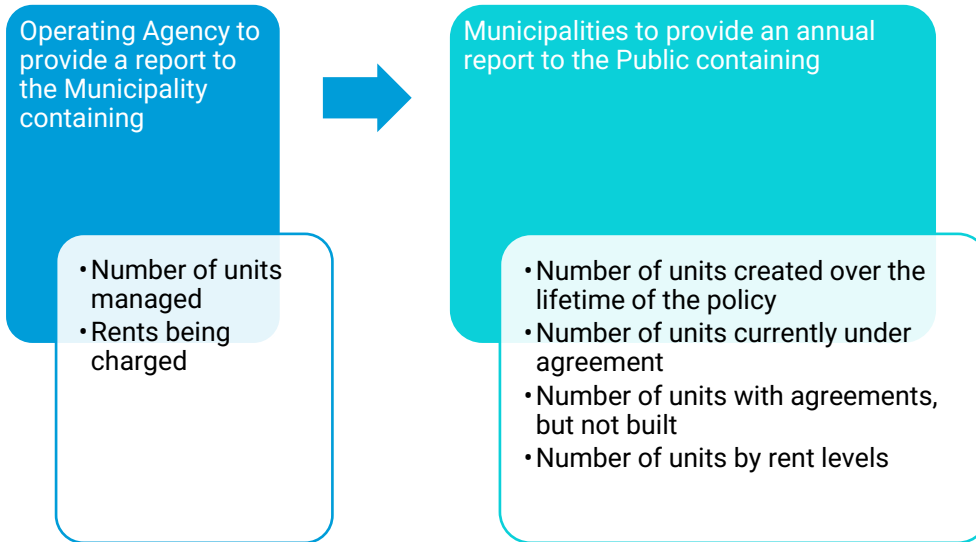 Operating Agency to
provide a report to
the Municipality
containing
•Number of units
managed
•Rents being
charged
Municipalities to provide an annual
report to the Public containing
•Number of units created over the
lifetime of the policy
•Number of units currently under
agreement
•Number of units with agreements,
but not built
•Number of units by rent levels